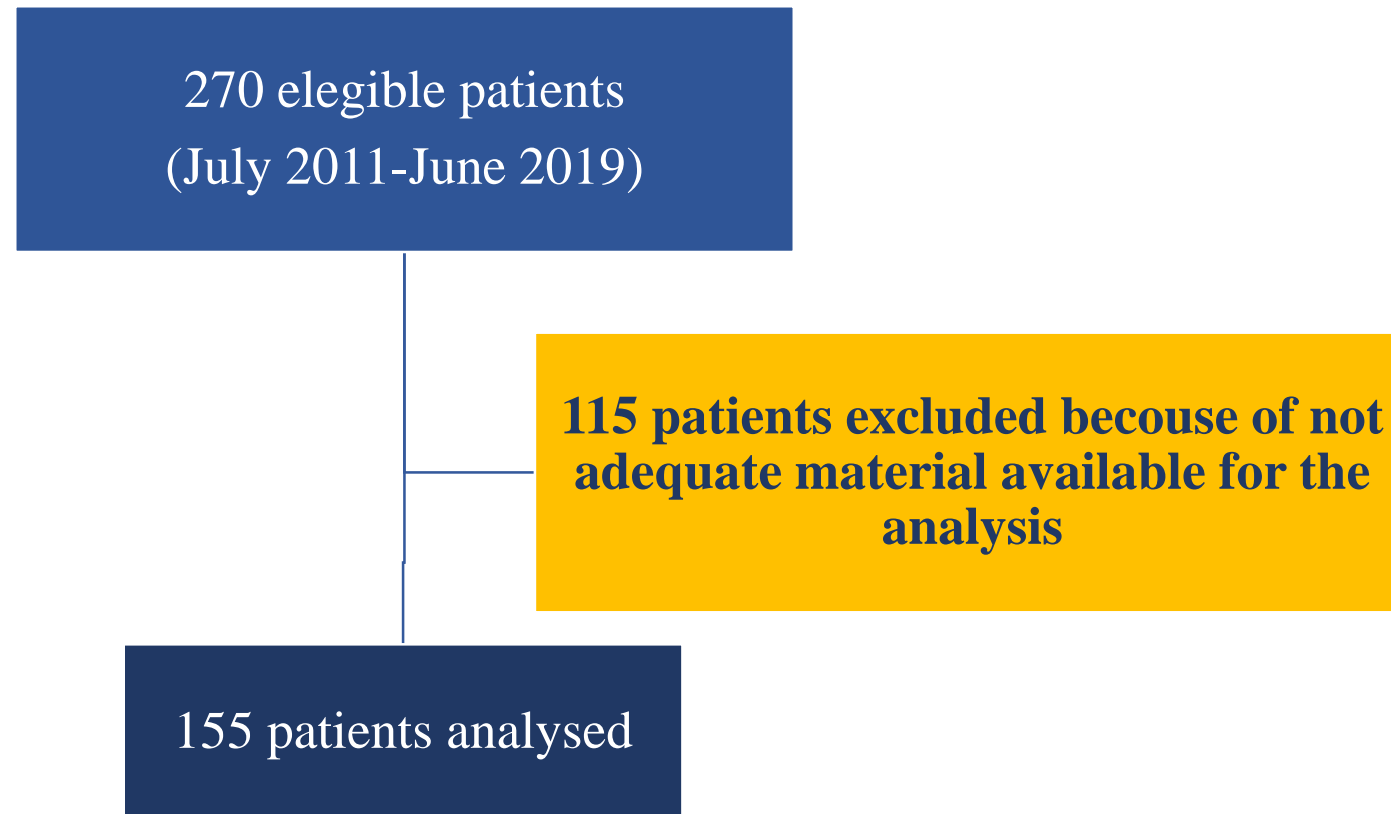 270 elegible patients
(July 2011-June 2019)
115 patients excluded becouse of not
adequate material available for the
analysis
155 patients analysed